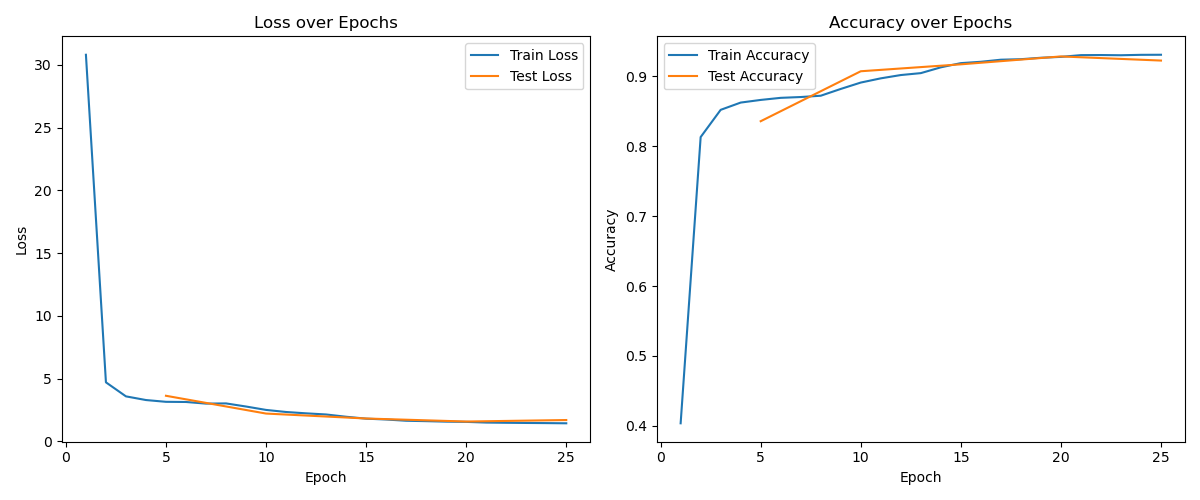 Loss over Epochs
Train Loss
Test Loss
30
25
20
15
10
5
0
Loss
0 5 10 15 20 25
Epoch
Accuracy over Epochs
Train Accuracy
Test Accuracy
0.9
0.8
0.7
0.6
0.5
0.4
Accuracy
0 5 10 15 20 25
Epoch